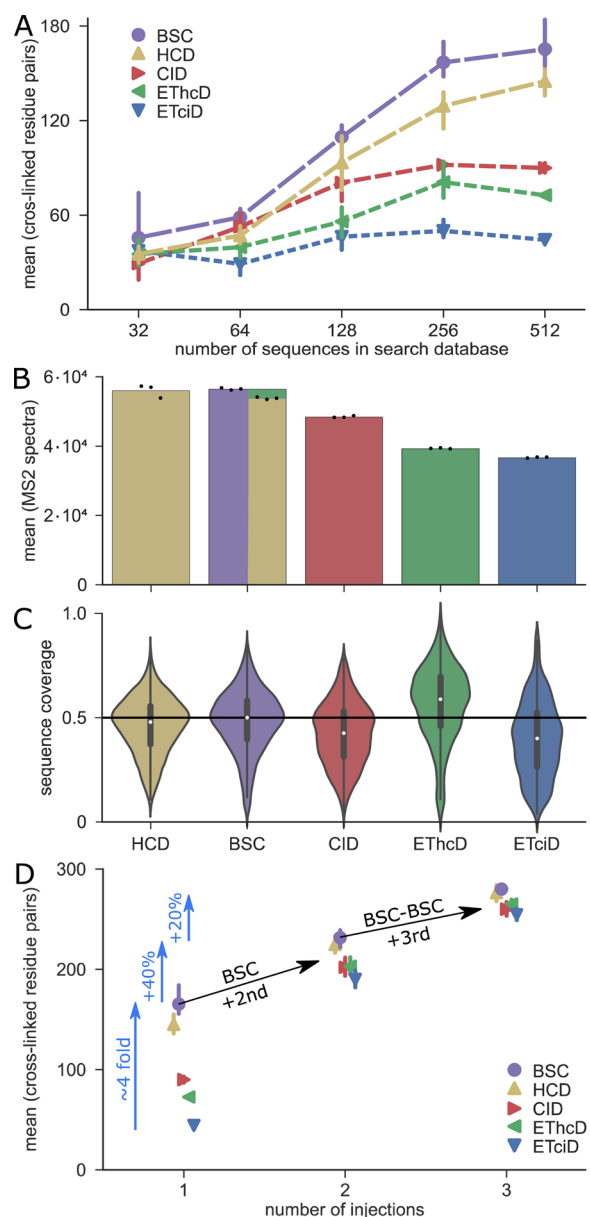 A
180
120
60
0
mean (cros-linked residue pairs)
BSC
HCD
CID
EThcD
ETciD
32 64 128 256 512
number of sequences in search database
B
6·10⁴
4·10⁴
2·10⁴
0
mean (MS2 spectra)
C
1.0
0.5
0
sequence coverage
HCD BSC CID EThcD ETciD
D
300
200
100
0
mean (cross-linked residue pairs)
~4 fold
+40%
+20%
BSC
+2nd
BSC-BSC
+3rd
BSC
HCD
CID
EThcD
ETciD
1 2 3
number of injections